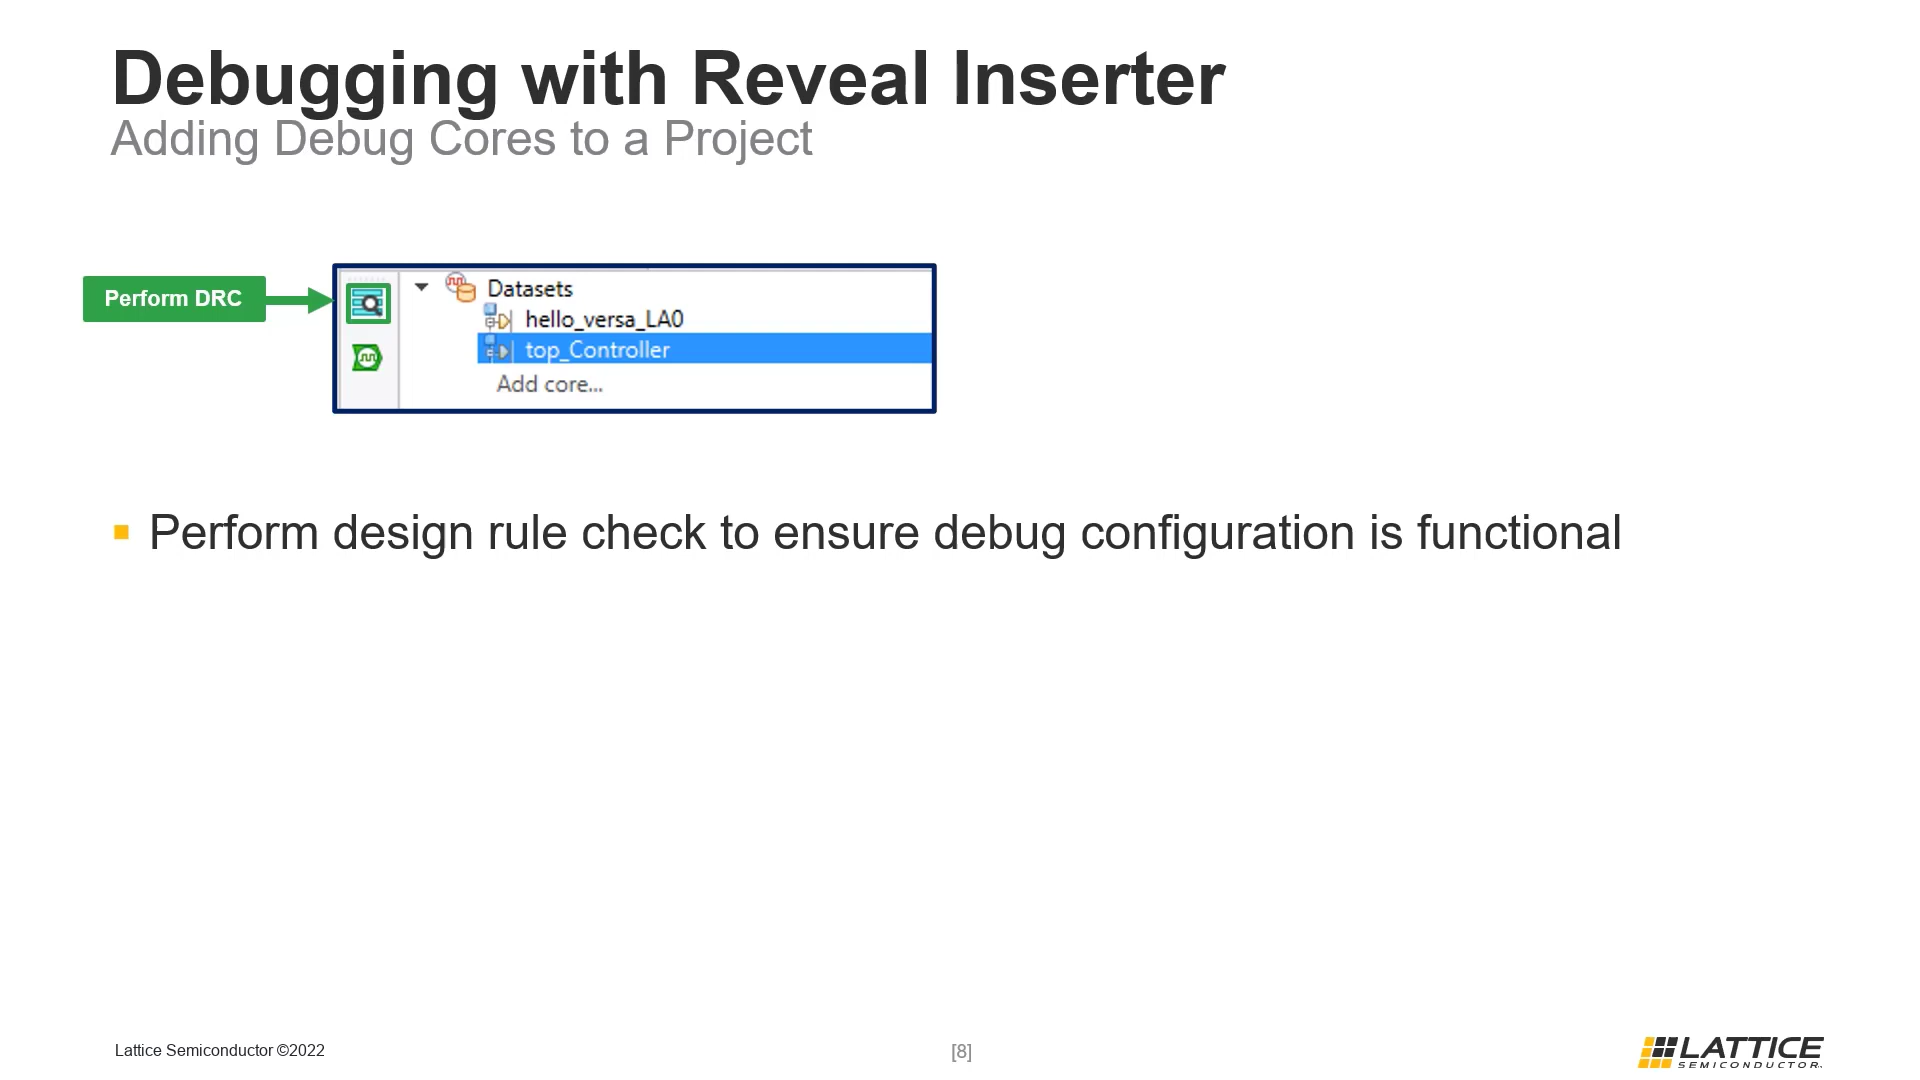 Debugging with Reveal Inserter
Adding Debug Cores to a Project
Perform DRC
Datasets
hello_versa_LA0
top_Controller
Add core...
Perform design rule check to ensure debug configuration is functional
Lattice Semiconductor ©2022
[8]
LATTICE
SEMICONDUCTOR